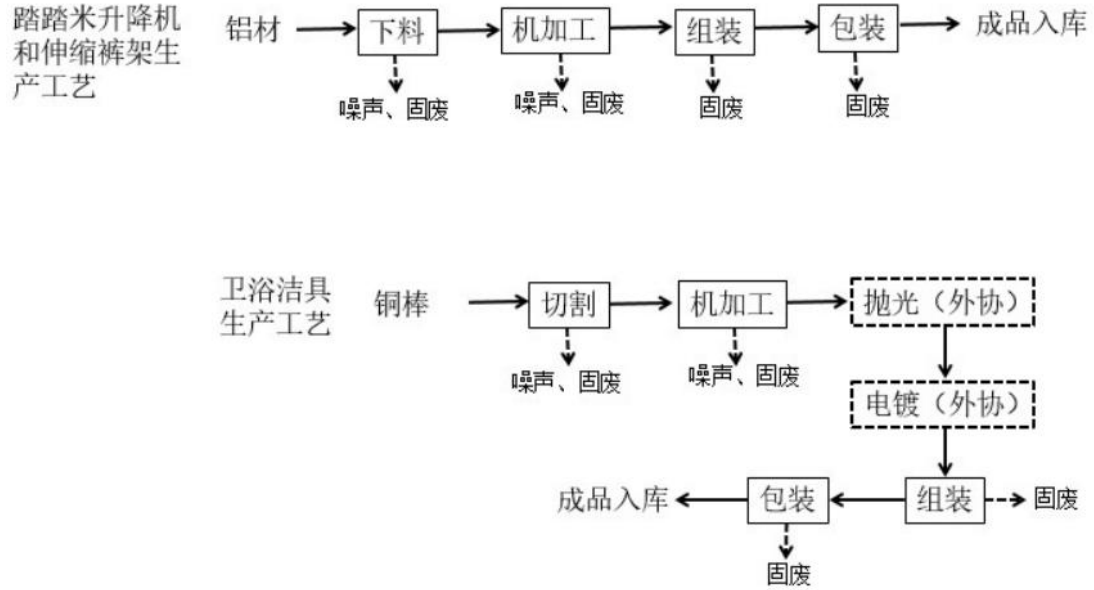 踏踏米升降机
和伸缩裤架生
产工艺
铝材
下料
机加工
组装
包装
成品入库
噪声、固废
噪声、固废
固废
固废
卫浴洁具
生产工艺
铜棒
切割
机加工
抛光（外协）
噪声、固废
噪声、固废
电镀（外协）
成品入库
包装
组装
固废
固废